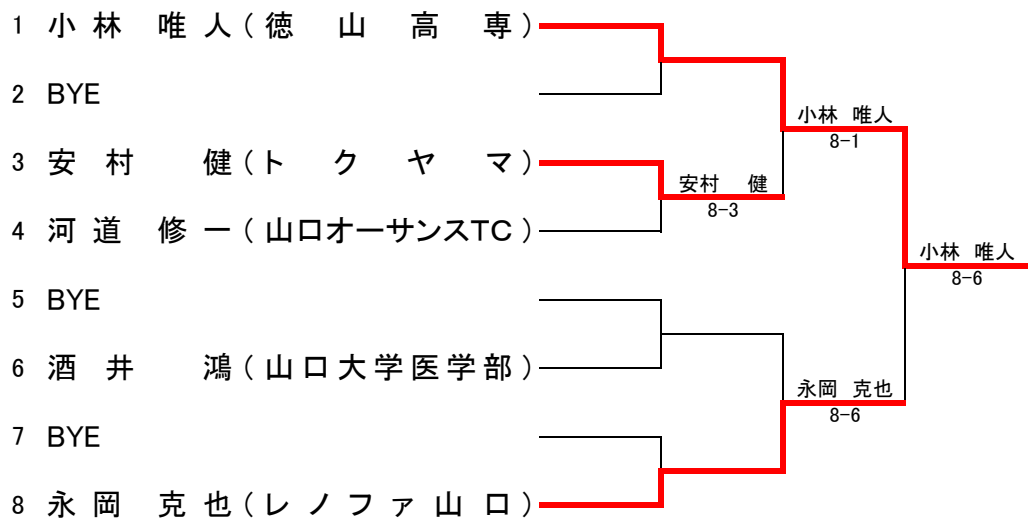 1 小林 唯人(徳山高専)
2 BYE
3 安村 健(トクヤマ)
4 河道 修一(山口オーサンスTC)
5 BYE
6 酒井 鴻(山口大学医学部)
7 BYE
8 永岡 克也(レノファ山口)
安村 健
8-3
小林 唯人
8-1
永岡 克也
8-6
小林 唯人
8-6